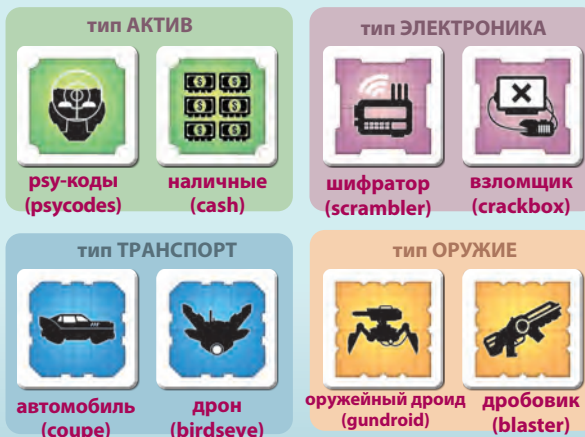 тип АКТИВ
psy-коды
(psycodes)
наличные
(cash)
тип ЭЛЕКТРОНИКА
шифратор
(scrambler)
взломщик
(crackbox)
тип ТРАНСПОРТ
автомобиль
(coupe)
дрон
(birdseye)
тип ОРУЖИЕ
оружейный дроид
(gundroid)
дробовик
(blaster)